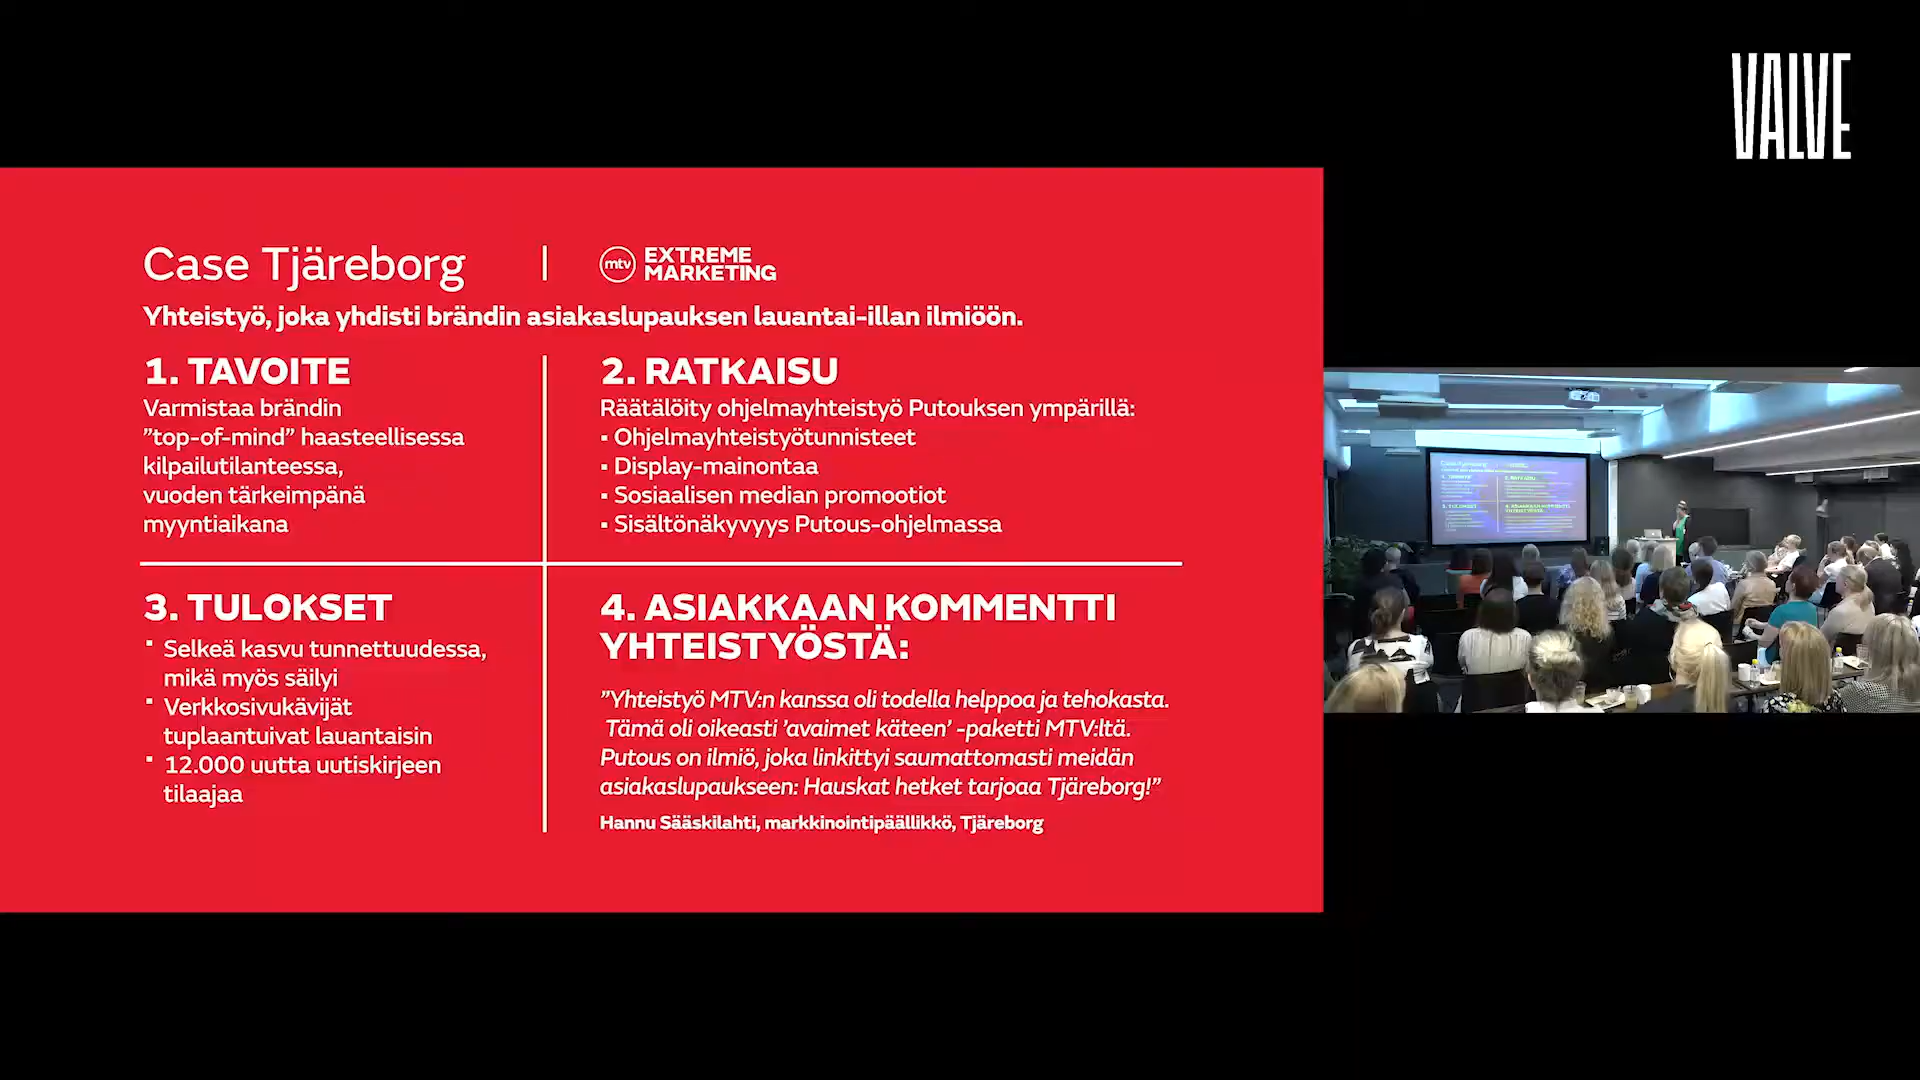 VALVE
Case Tjäreborg
mtv EXTREME
MARKETING
Yhteistyö, joka yhdisti brändin asiakaslupauksen lauantai-illan ilmiöön.
1. TAVOITE
Varmistaa brändin
”top-of-mind” haasteellisessa
kilpailutilanteessa,
vuoden tärkeimpänä
myyntiaikana
2. RATKAISU
Räätälöity ohjelmayhteistyö Putouksen ympärillä:
▪ Ohjelmayhteistyötunnisteet
▪ Display-mainontaa
▪ Sosiaalisen median promootiot
▪ Sisältönäkyvyys Putous-ohjelmassa
3. TULOKSET
▪ Selkeä kasvu tunnettuudessa,
mikä myös säilyi
▪ Verkkosivukävijät
tuplaantuivat lauantaisin
▪ 12.000 uutta uutiskirjeen
tilaajaa
4. ASIAKKAAN KOMMENTTI
YHTEISTYÖSTÄ:
”Yhteistyö MTV:n kanssa oli todella helppoa ja tehokasta.
Tämä oli oikeasti ’avaimet käteen’ -paketti MTV:ltä.
Putous on ilmiö, joka linkittyi saumattomasti meidän
asiakaslupaukseen: Hauskat hetket tarjoaa Tjäreborg!”
Hannu Sääskilahti, markkinointipäällikkö, Tjäreborg